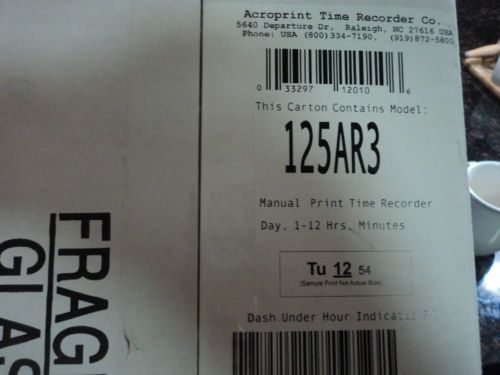 Acroprint Time Recorder Co.
5640 Departure Dr, Raleigh, NC 27616 USA
Phone: USA (800)334-7190, (919)872-5800
0 33297 12010 6
This Carton Contains Model:
125AR3
Manual Print Time Recorder
Day, 1-12 Hrs, Minutes
Tu 12 54
(Sample Print Not Actual Size)
Dash Under Hour Indicates
FRAG
GLAS